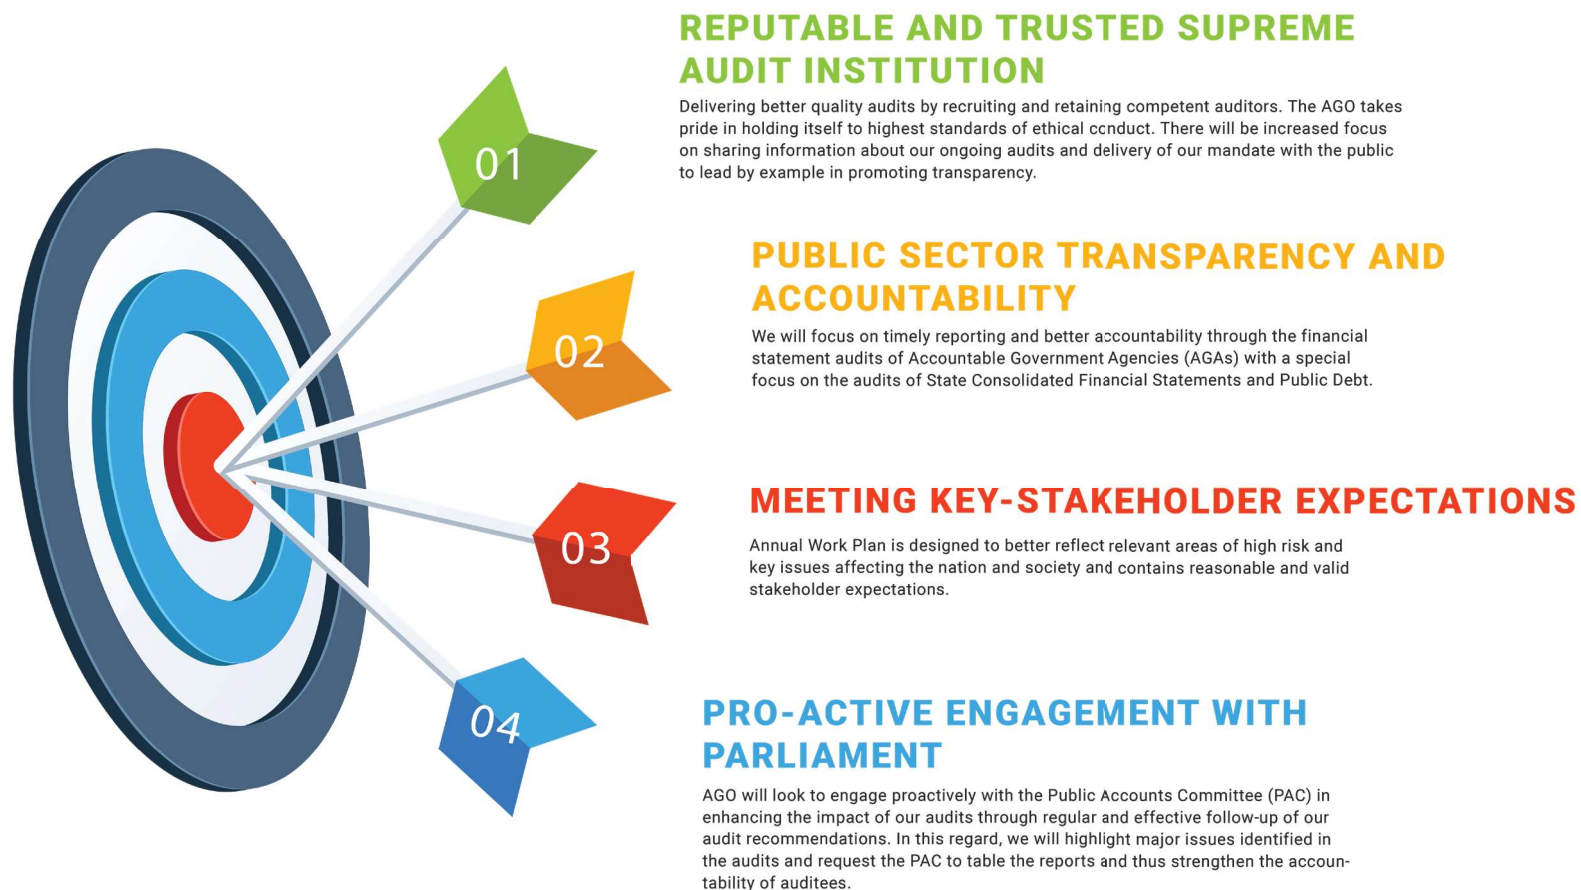 REPUTABLE AND TRUSTED SUPREME
AUDIT INSTITUTION
Delivering better quality audits by recruiting and retaining competent auditors. The AGO takes
pride in holding itself to highest standards of ethical conduct. There will be increased focus
on sharing information about our ongoing audits and delivery of our mandate with the public
to lead by example in promoting transparency.
01
PUBLIC SECTOR TRANSPARENCY AND
ACCOUNTABILITY
We will focus on timely reporting and better accountability through the financial
statement audits of Accountable Government Agencies (AGAs) with a special
focus on the audits of State Consolidated Financial Statements and Public Debt.
02
MEETING KEY-STAKEHOLDER EXPECTATIONS
Annual Work Plan is designed to better reflect relevant areas of high risk and
key issues affecting the nation and society and contains reasonable and valid
stakeholder expectations.
03
PRO-ACTIVE ENGAGEMENT WITH
PARLIAMENT
AGO will look to engage proactively with the Public Accounts Committee (PAC) in
enhancing the impact of our audits through regular and effective follow-up of our
audit recommendations. In this regard, we will highlight major issues identified in
the audits and request the PAC to table the reports and thus strengthen the accoun-
tability of auditees.
04